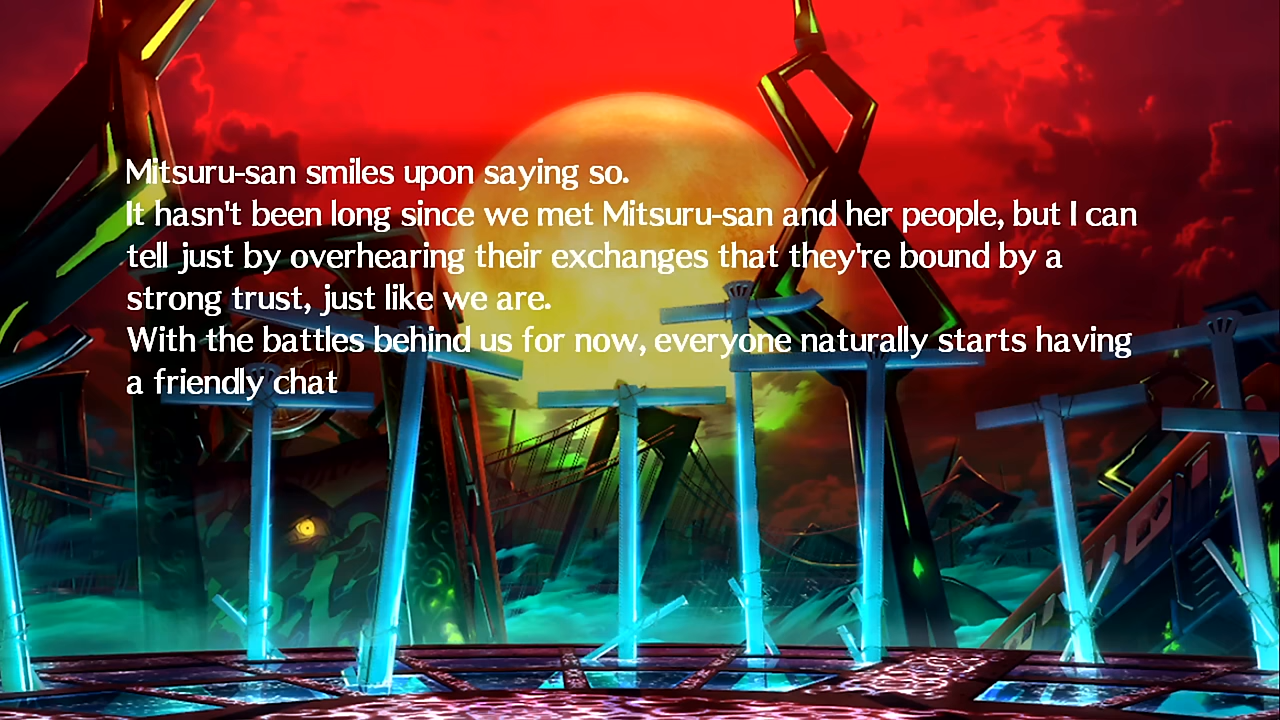 Mitsuru-san smiles upon saying so.
It hasn't been long since we met Mitsuru-san and her people, but I can
tell just by overhearing their exchanges that they're bound by a
strong trust, just like we are.
With the battles behind us for now, everyone naturally starts having
a friendly chat